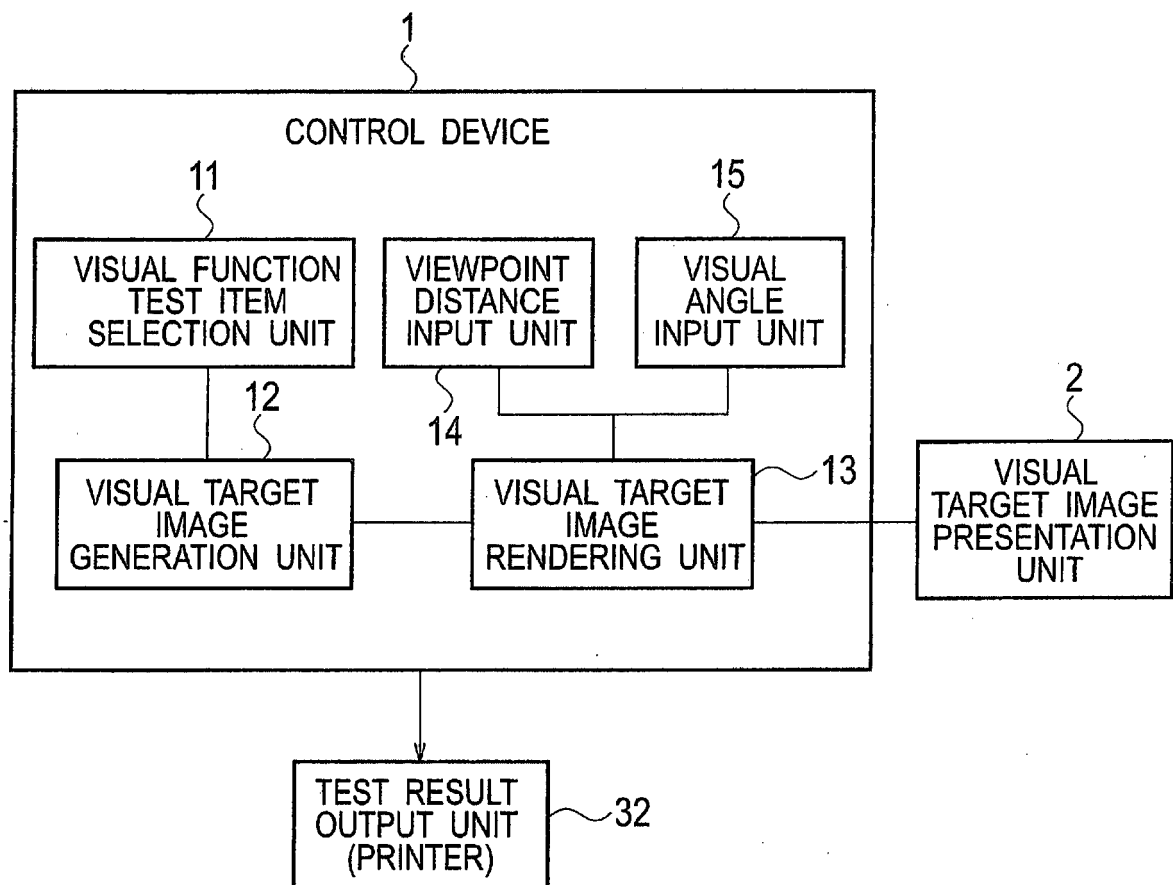 1
CONTROL DEVICE
11
15
VISUAL FUNCTION
TEST ITEM
SELECTION UNIT
VIEWPOINT
DISTANCE
INPUT UNIT
VISUAL
ANGLE
INPUT UNIT
12
14
2
VISUAL TARGET
IMAGE
GENERATION UNIT
VISUAL TARGET
IMAGE
RENDERING UNIT
13
VISUAL
TARGET IMAGE
PRESENTATION
UNIT
TEST RESULT
OUTPUT UNIT
(PRINTER)
32